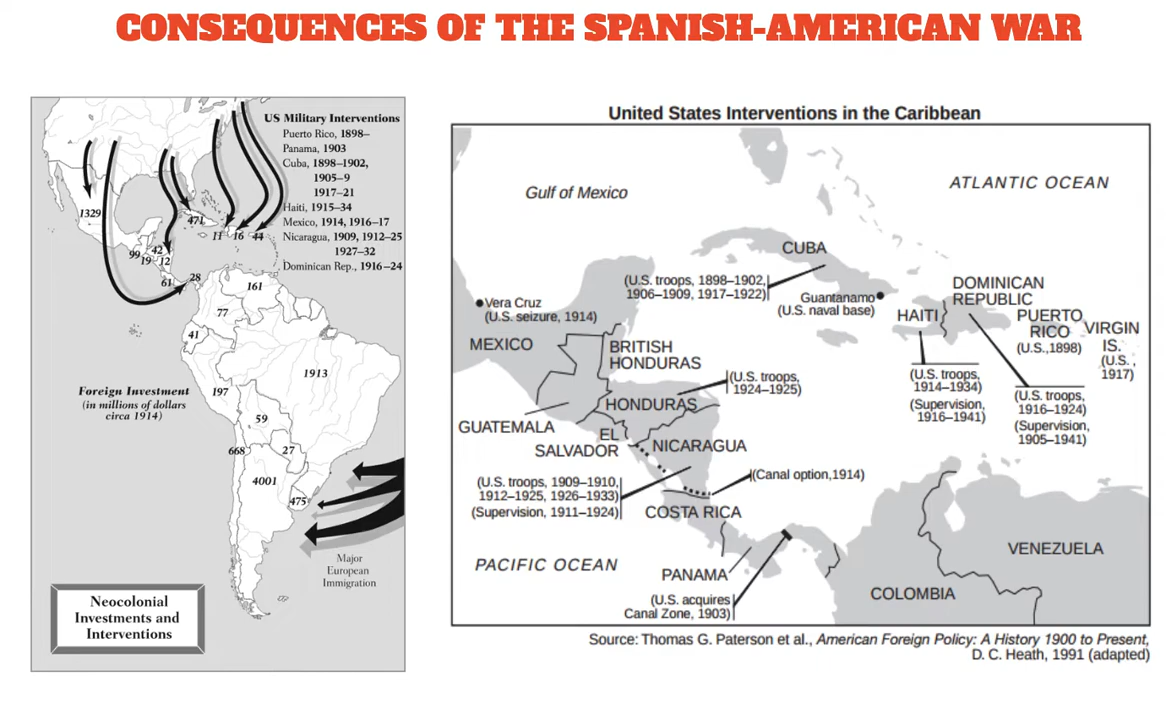 CONSEQUENCES OF THE SPANISH-AMERICAN WAR
US Military Interventions
Puerto Rico, 1898–
Panama, 1903
Cuba, 1898–1902,
1905–9
1917–21
Haiti, 1915–34
Mexico, 1914, 1916–17
Nicaragua, 1909, 1912–25
1927–32
Dominican Rep., 1916–24
1329
471
11
16
44
99
42
19
12
61
28
161
77
41
1913
197
59
668
27
4001
475
Foreign Investment
(in millions of dollars
circa 1914)
Major
European
Immigration
Neocolonial
Investments and
Interventions
United States Interventions in the Caribbean
Gulf of Mexico
ATLANTIC OCEAN
CUBA
(U.S. troops, 1898–1902,
1906–1909, 1917–1922)
Guantanamo
(U.S. naval base)
DOMINICAN
REPUBLIC
HAITI
PUERTO
RICO
(U.S.,1898)
VIRGIN
IS.
(U.S. ,
1917)
Vera Cruz
(U.S. seizure, 1914)
MEXICO
BRITISH
HONDURAS
(U.S. troops,
1924–1925)
(U.S. troops,
1914–1934)
(Supervision,
1916–1941)
(U.S. troops,
1916–1924)
(Supervision,
1905–1941)
HONDURAS
GUATEMALA
EL
SALVADOR
NICARAGUA
(Canal option,1914)
(U.S. troops, 1909–1910,
1912–1925, 1926–1933)
(Supervision, 1911–1924)
COSTA RICA
PACIFIC OCEAN
PANAMA
(U.S. acquires
Canal Zone, 1903)
VENEZUELA
COLOMBIA
Source: Thomas G. Paterson et al., American Foreign Policy: A History 1900 to Present,
D. C. Heath, 1991 (adapted)